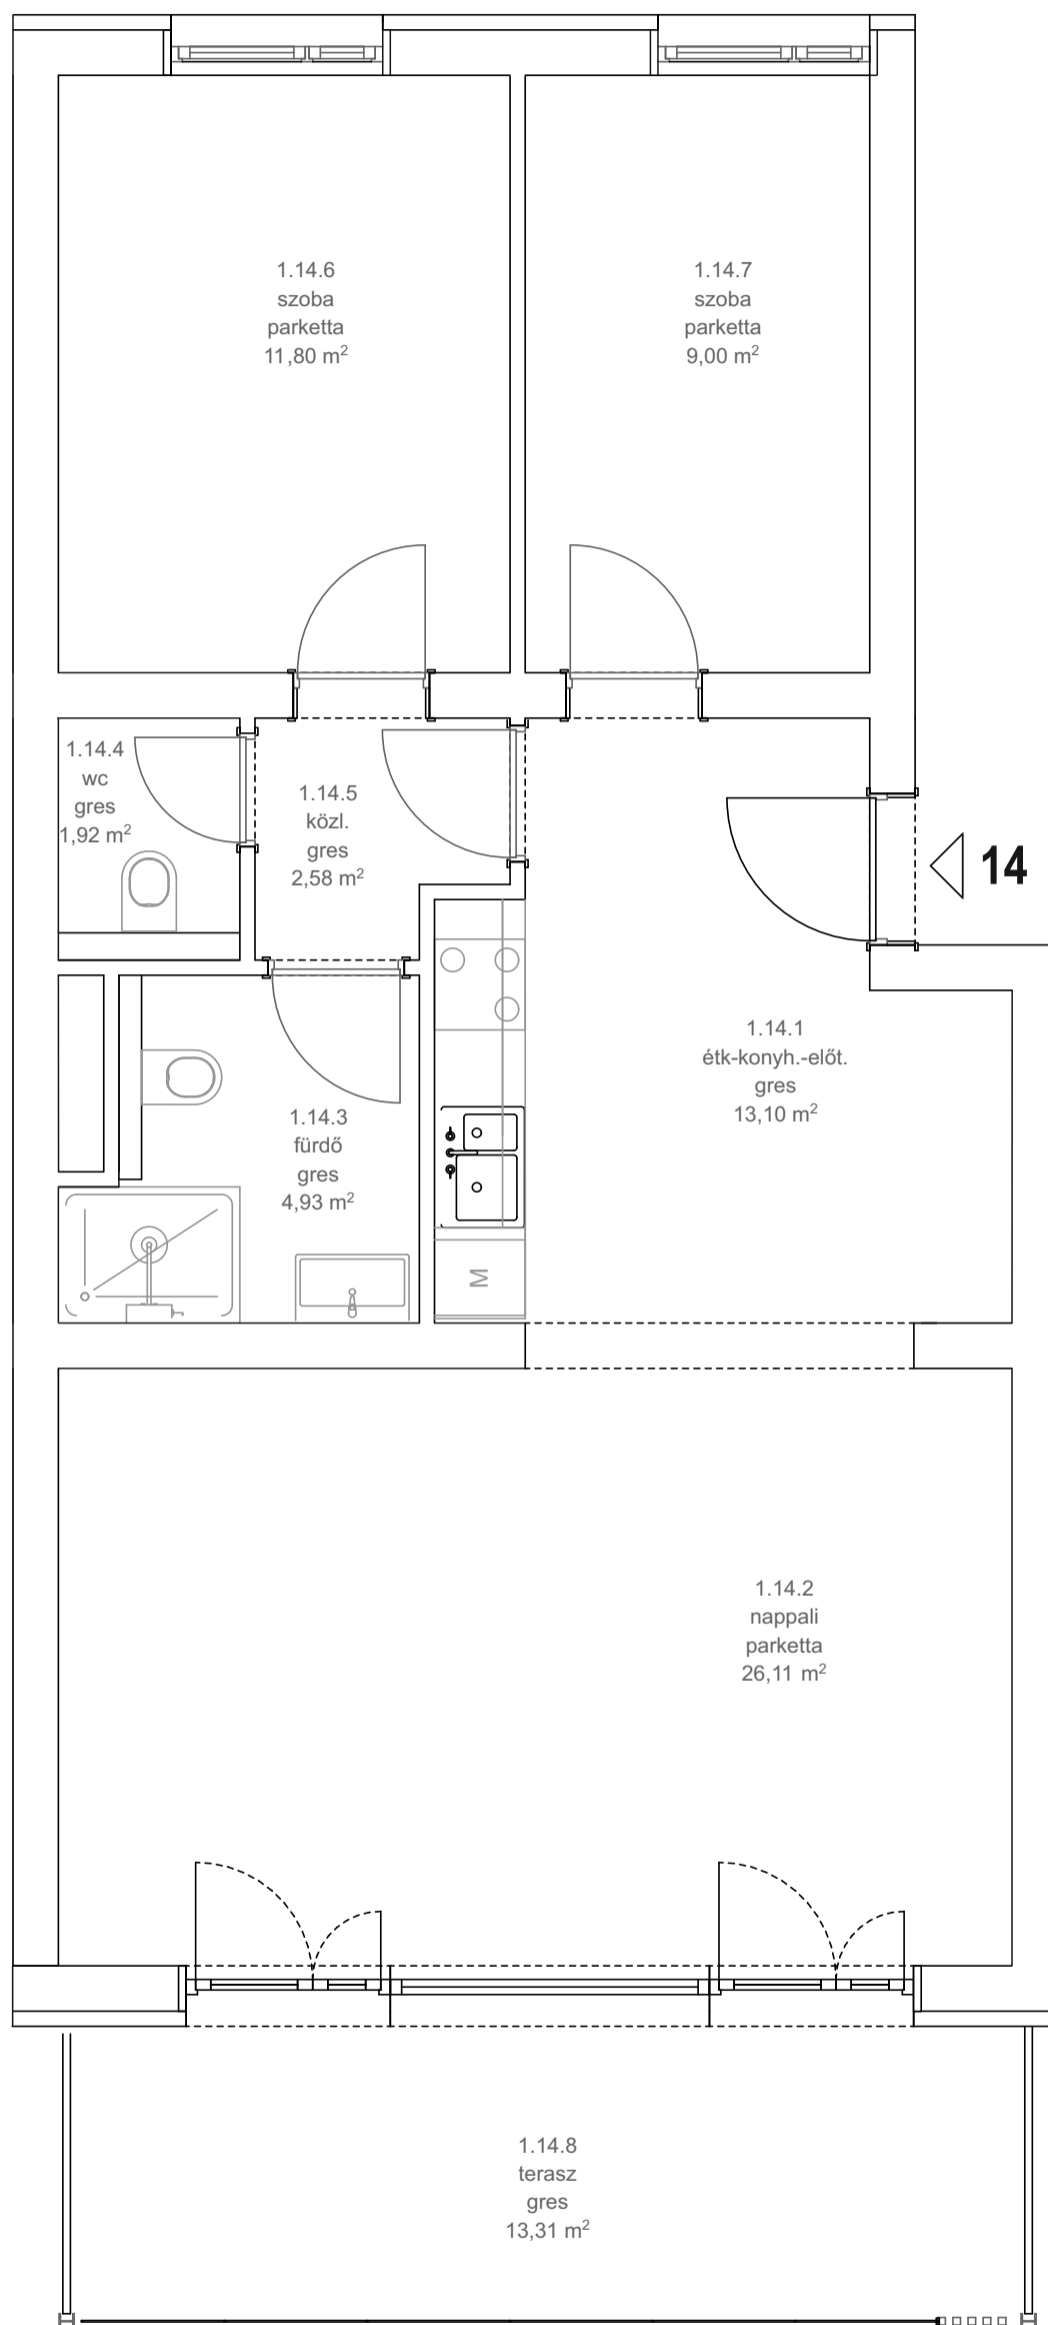 1.14.6
szoba
parketta
11,80 m²
1.14.7
szoba
parketta
9,00 m²
1.14.4
wc
gres
1,92 m²
1.14.5
közl.
gres
2,58 m²
14
1.14.1
étk-konyh.-előt.
gres
13,10 m²
1.14.3
fürdő
gres
4,93 m²
M
1.14.2
nappali
parketta
26,11 m²
1.14.8
terasz
gres
13,31 m²